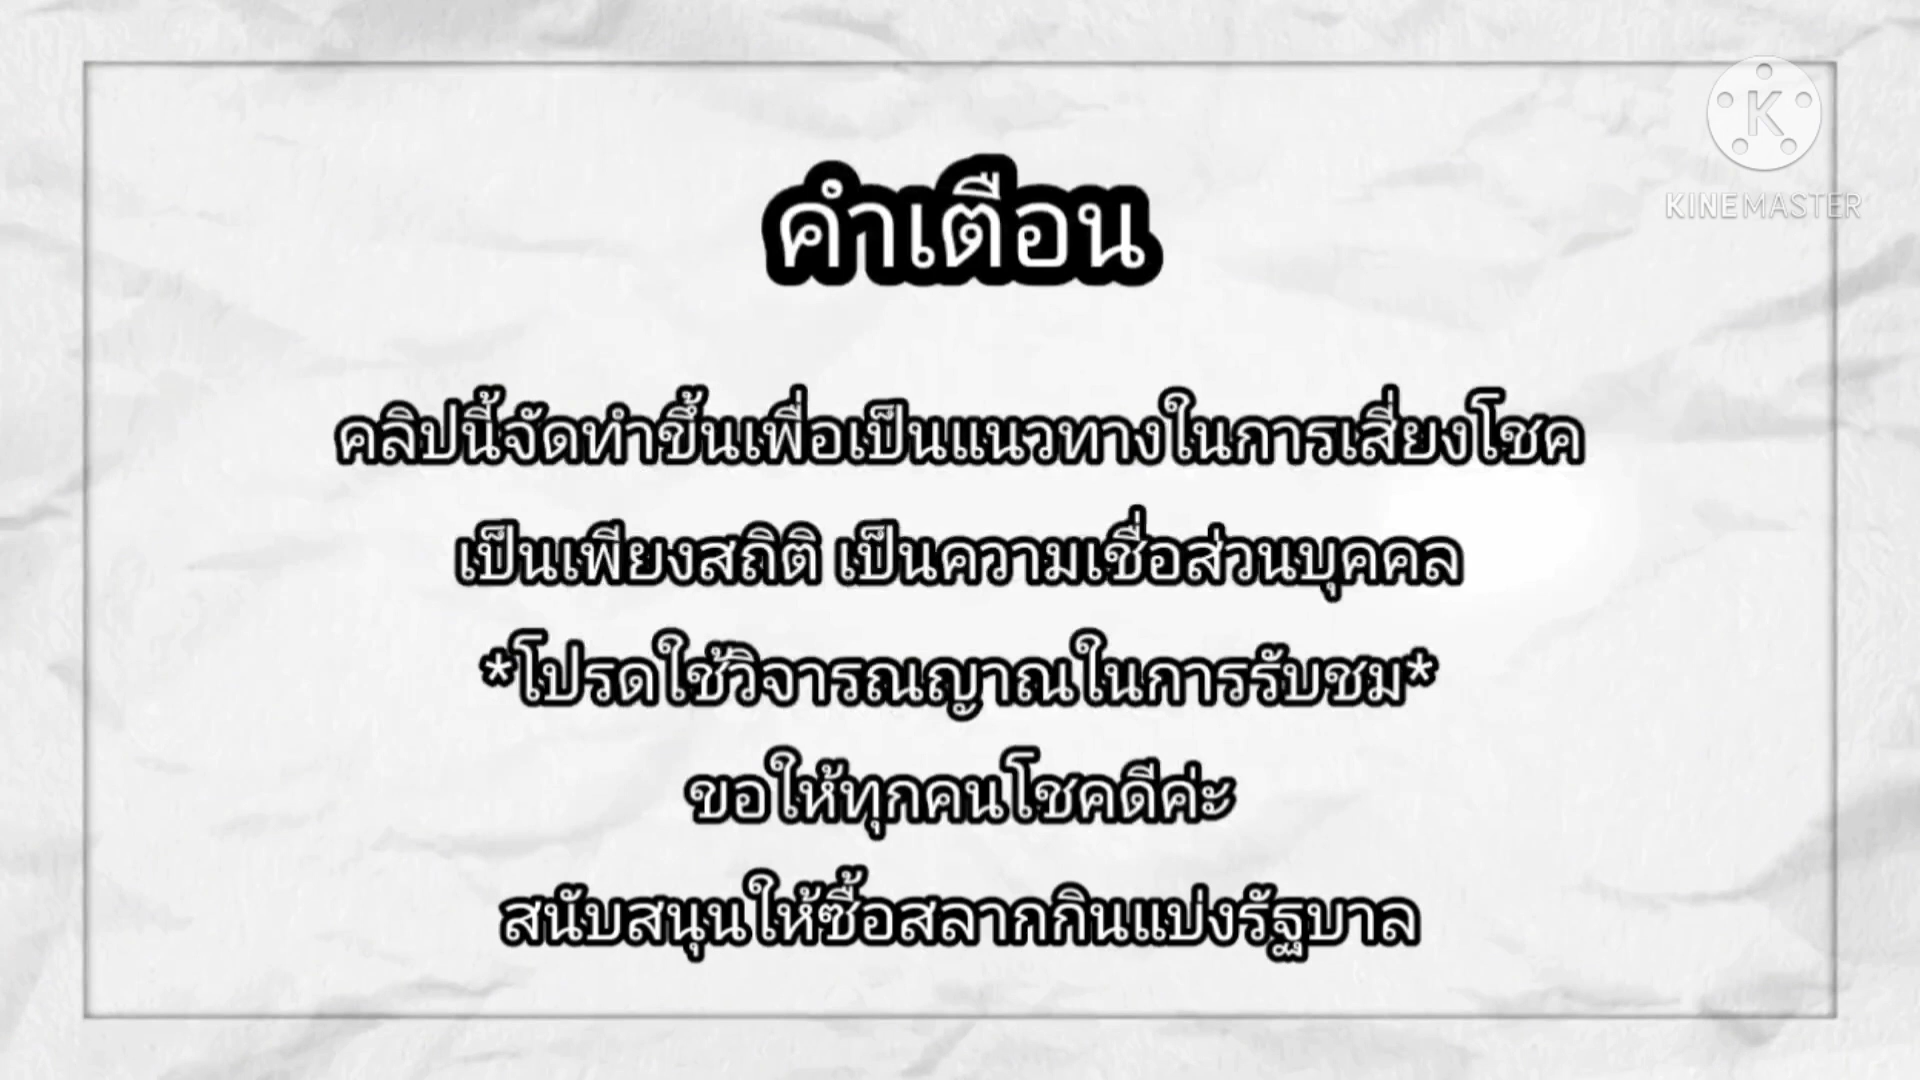 KINEMASTER
คำเตือน
คลิปนี้จัดทำขึ้นเพื่อเป็นแนวทางในการเสี่ยงโชค
เป็นเพียงสถิติ เป็นความเชื่อส่วนบุคคล
*โปรดใช้วิจารณญาณในการรับชม*
ขอให้ทุกคนโชคดีค่ะ
สนับสนุนให้ซื้อสลากกินแบ่งรัฐบาล